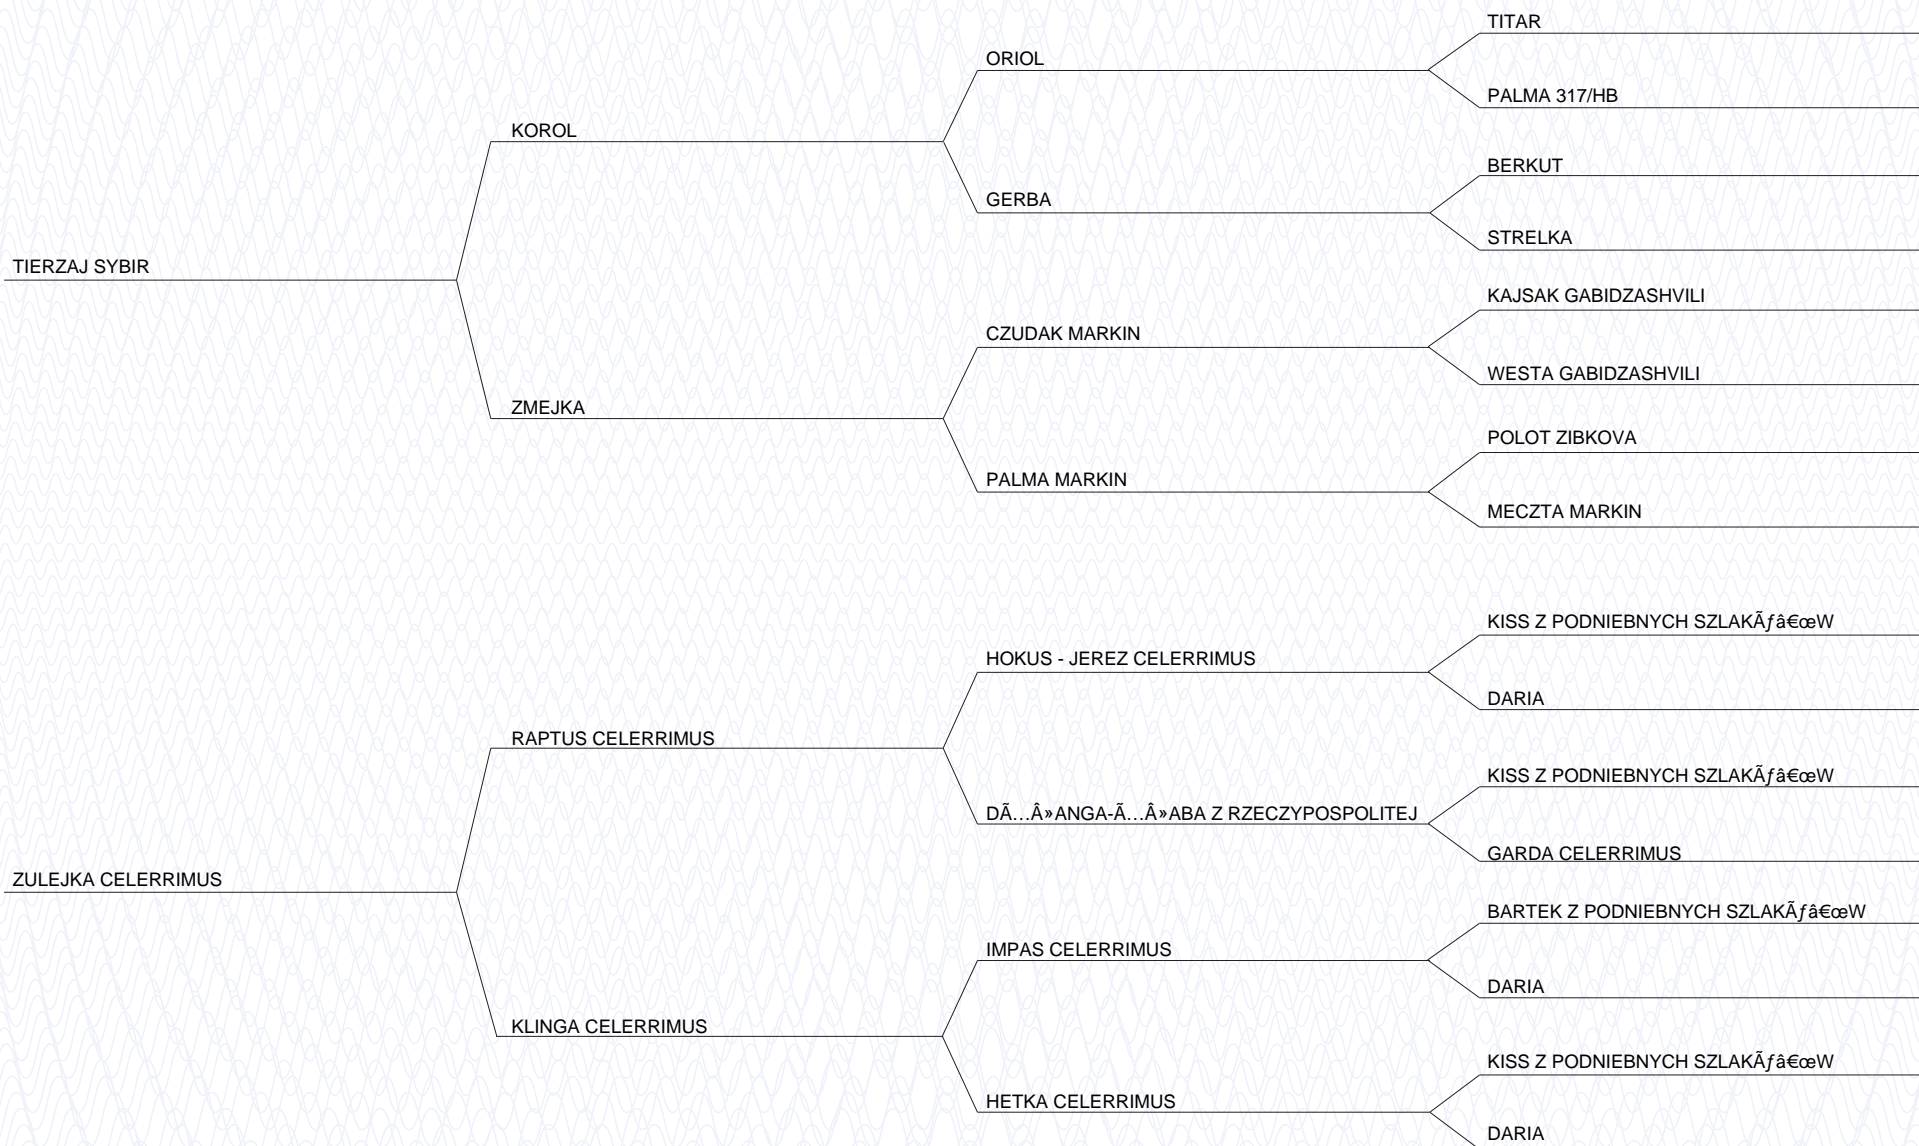 TITAR
ORIOL
PALMA 317/HB
KOROL
BERKUT
GERBA
STRELKA
TIERZAJ SYBIR
KAJSAK GABIDZASHVILI
CZUDAK MARKIN
WESTA GABIDZASHVILI
ZMEJKA
POLOT ZIBKOVA
PALMA MARKIN
MECZTA MARKIN
KISS Z PODNIEBNYCH SZLAKÃƒâ€œW
HOKUS - JEREZ CELERRIMUS
DARIA
RAPTUS CELERRIMUS
KISS Z PODNIEBNYCH SZLAKÃƒâ€œW
DÃ…Â»ANGA-Ã…Â»ABA Z RZECZYPOSPOLITEJ
GARDA CELERRIMUS
ZULEJKA CELERRIMUS
BARTEK Z PODNIEBNYCH SZLAKÃƒâ€œW
IMPAS CELERRIMUS
DARIA
KLINGA CELERRIMUS
KISS Z PODNIEBNYCH SZLAKÃƒâ€œW
HETKA CELERRIMUS
DARIA